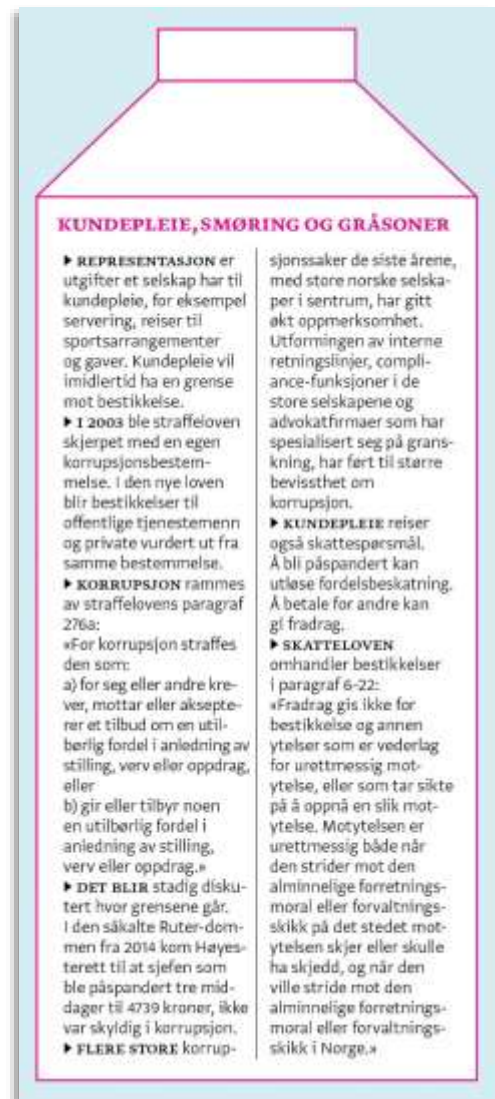 KUNDEPLEIE, SMØRING OG GRÅSONER
▶ REPRESENTASJON er
utgifter et selskap har til
kundepleie, for eksempel
servering, reiser til
sportsarrangementer
og gaver. Kundepleie vil
imidlertid ha en grense
mot bestikkelse.
▶ I 2003 ble straffeloven
skjerpet med en egen
korrupsjonsbestem-
melse. I den nye loven
blir bestikkelser til
offentlige tjenestemenn
og private vurdert ut fra
samme bestemmelse.
▶ KORRUPSJON rammes
av straffelovens paragraf
276a:
«For korrupsjon straffes
den som:
a) for seg eller andre kre-
ver, mottar eller aksepte-
rer et tilbud om en util-
børlig fordel i anledning av
stilling, verv eller oppdrag,
eller
b) gir eller tilbyr noen
en utilbørlig fordel i
anledning av stilling,
verv eller oppdrag.»
▶ DET BLIR stadig disku-
tert hvor grensene går.
I den såkalte Ruter-dom-
men fra 2014 kom Høyes-
terett til at sjefen som
ble påspandert tre mid-
dager til 4739 kroner, ikke
var skyldig i korrupsjon.
▶ FLERE STORE korrup-
sjonssaker de siste årene,
med store norske selska-
per i sentrum, har gitt
økt oppmerksomhet.
Utformingen av interne
retningslinjer, compli-
ance-funksjoner i de
store selskapene og
advokatfirmaer som har
spesialisert seg på gransk-
kning, har ført til større
bevissthet om
korrupsjon.
▶ KUNDEPLEIE reiser
også skattespørsmål.
Å bli påspandert kan
utløse fordelsbeskatning.
Å betale for andre kan
gi fradrag.
▶ SKATTELOVEN
omhandler bestikkelser
i paragraf 6-22:
«Fradrag gis ikke for
bestikkelse og annen
ytelser som er vederlag
for urettmessig mot-
ytelse, eller som tar sikte
på å oppnå en slik mot-
ytelse. Motytelsen er
urettmessig både når
den strider mot den
alminnelige forretnings-
moral eller forvaltnings-
skikk på det stedet mot-
ytelsen skjer eller skulle
ha skjedd, og når den
ville stride mot den
alminnelige forretnings-
moral eller forvaltnings-
skikk i Norge.»